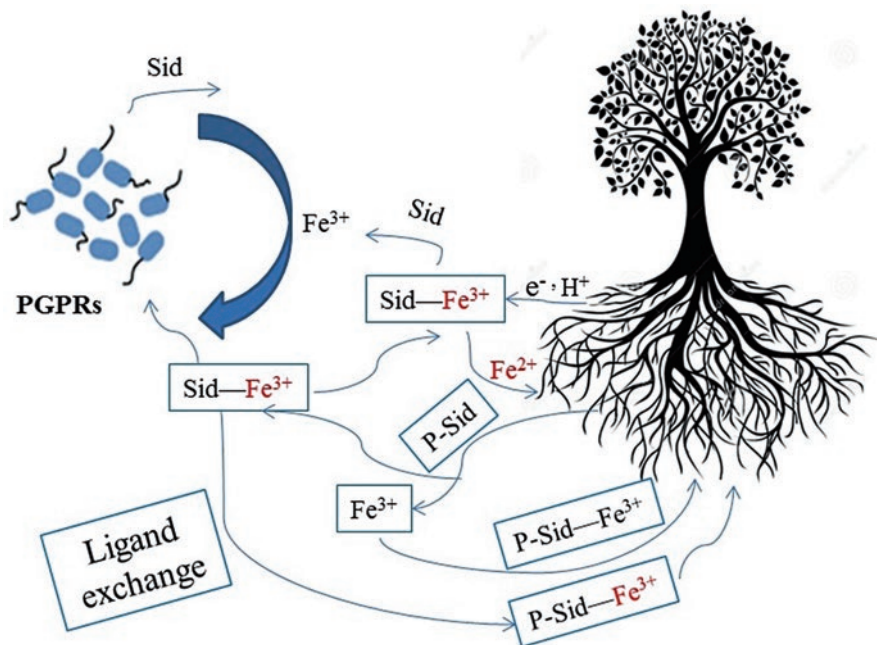 Sid
Fe³⁺
Sid
PGPRs
Sid—Fe³⁺
e⁻, H⁺
Sid—Fe³⁺
Fe²⁺
P-Sid
Fe³⁺
P-Sid—Fe³⁺
Ligand
exchange
P-Sid—Fe³⁺